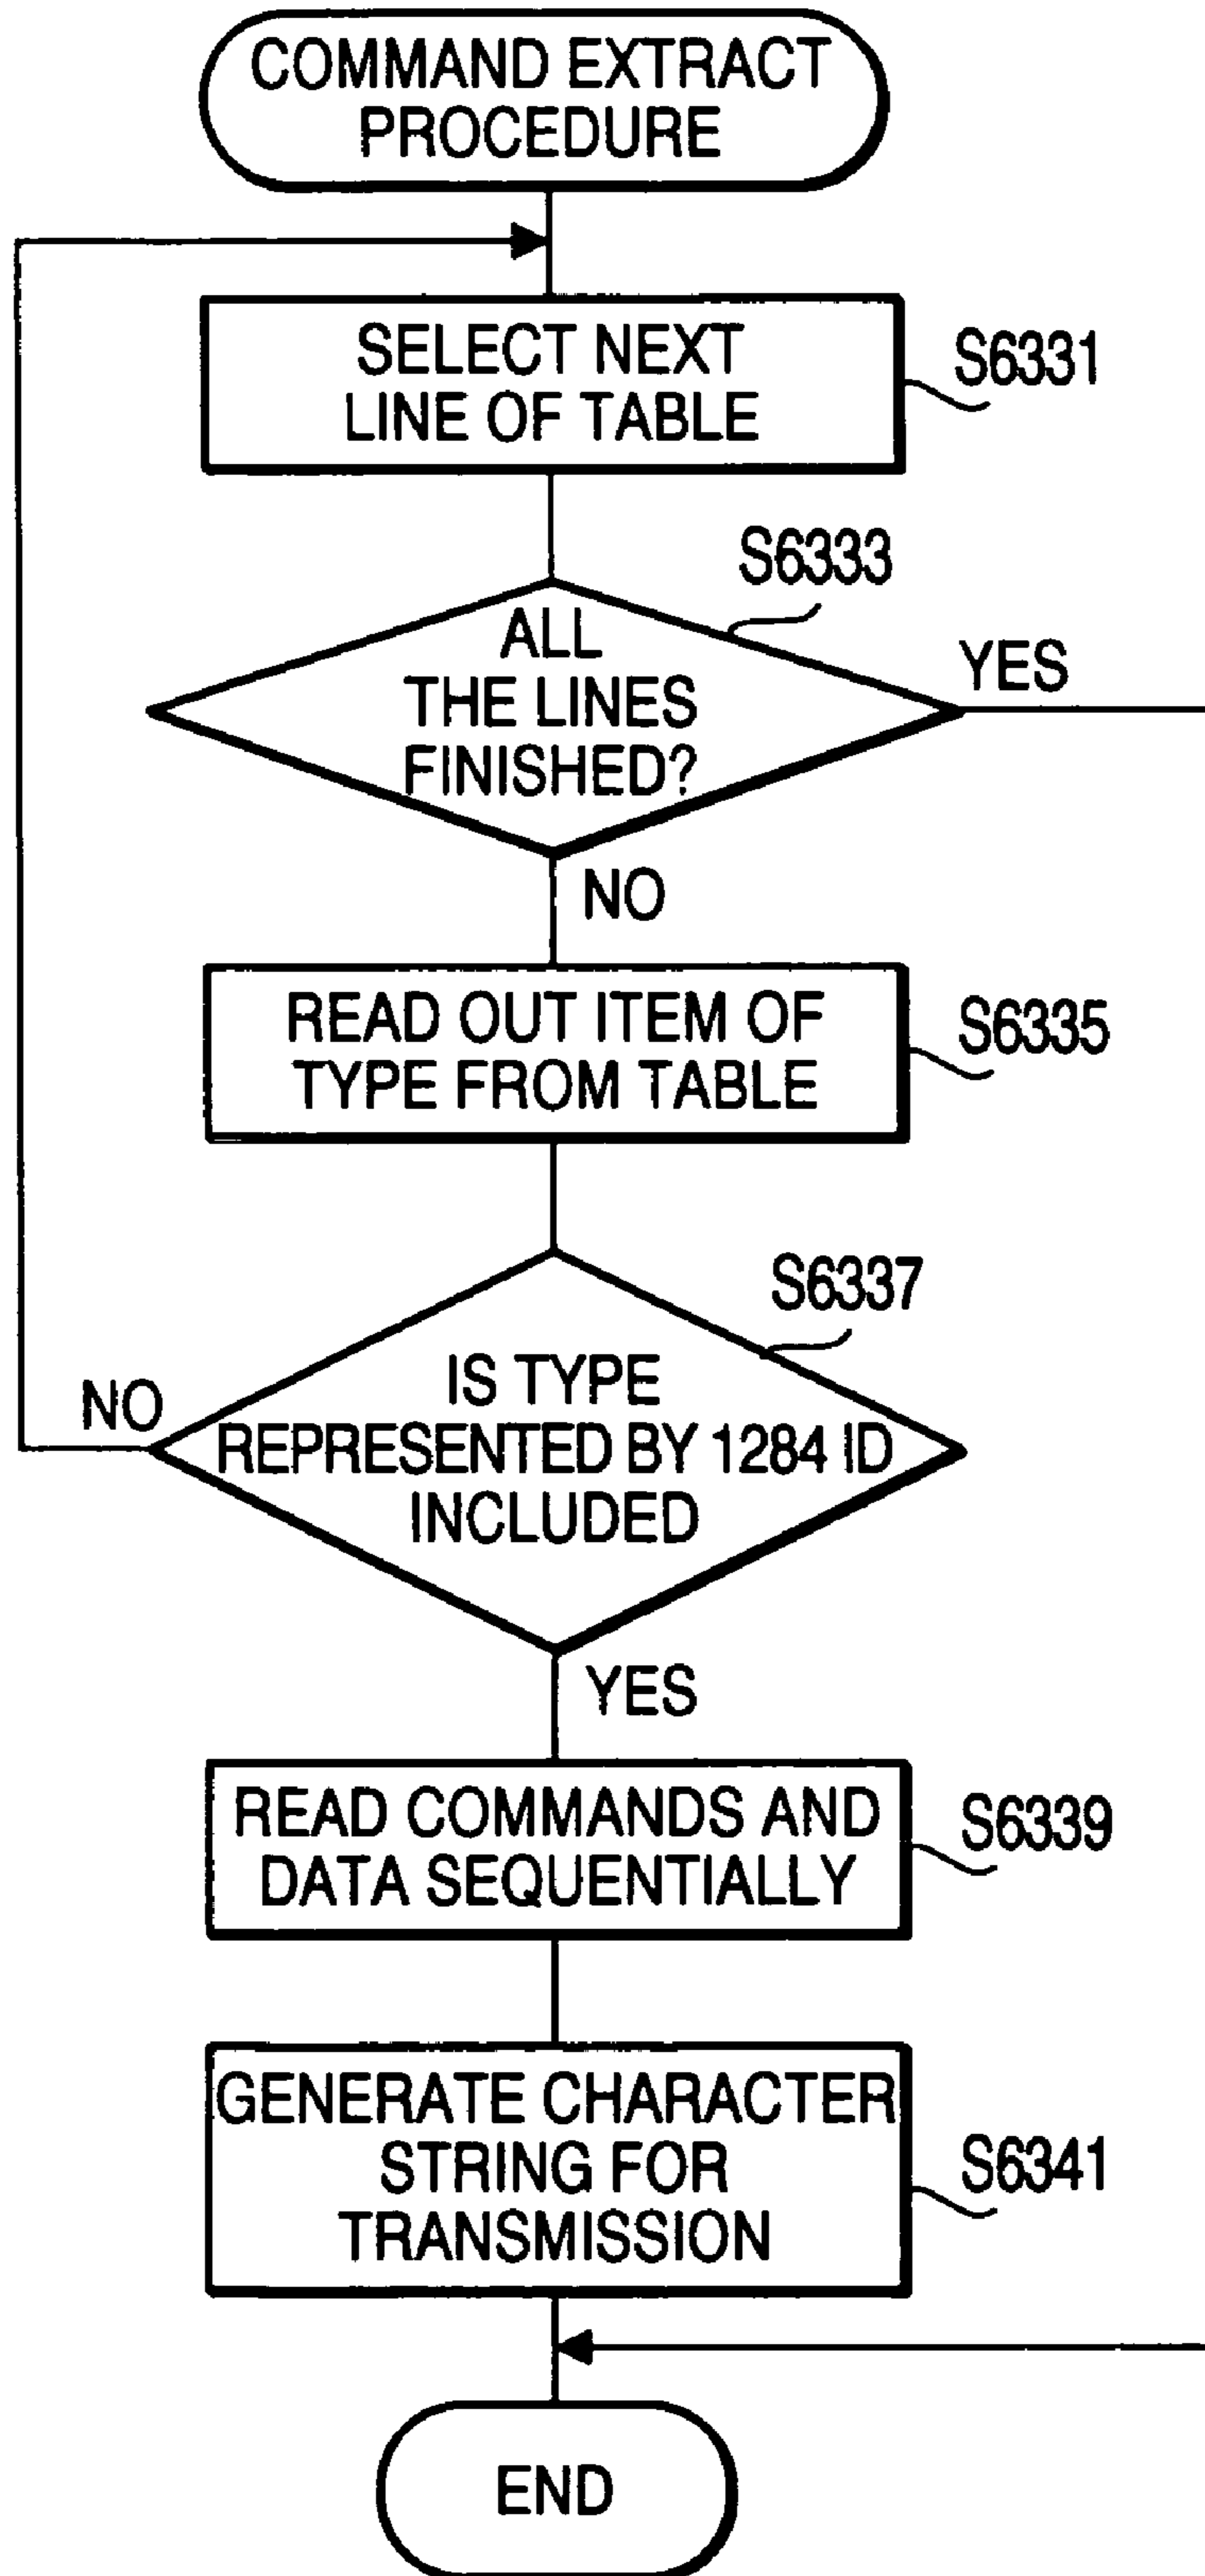 COMMAND EXTRACT
PROCEDURE
SELECT NEXT
LINE OF TABLE
S6331
S6333
ALL
THE LINES
FINISHED?
YES
NO
READ OUT ITEM OF
TYPE FROM TABLE
S6335
S6337
IS TYPE
REPRESENTED BY 1284 ID
INCLUDED
NO
YES
READ COMMANDS AND
DATA SEQUENTIALLY
S6339
GENERATE CHARACTER
STRING FOR
TRANSMISSION
S6341
END